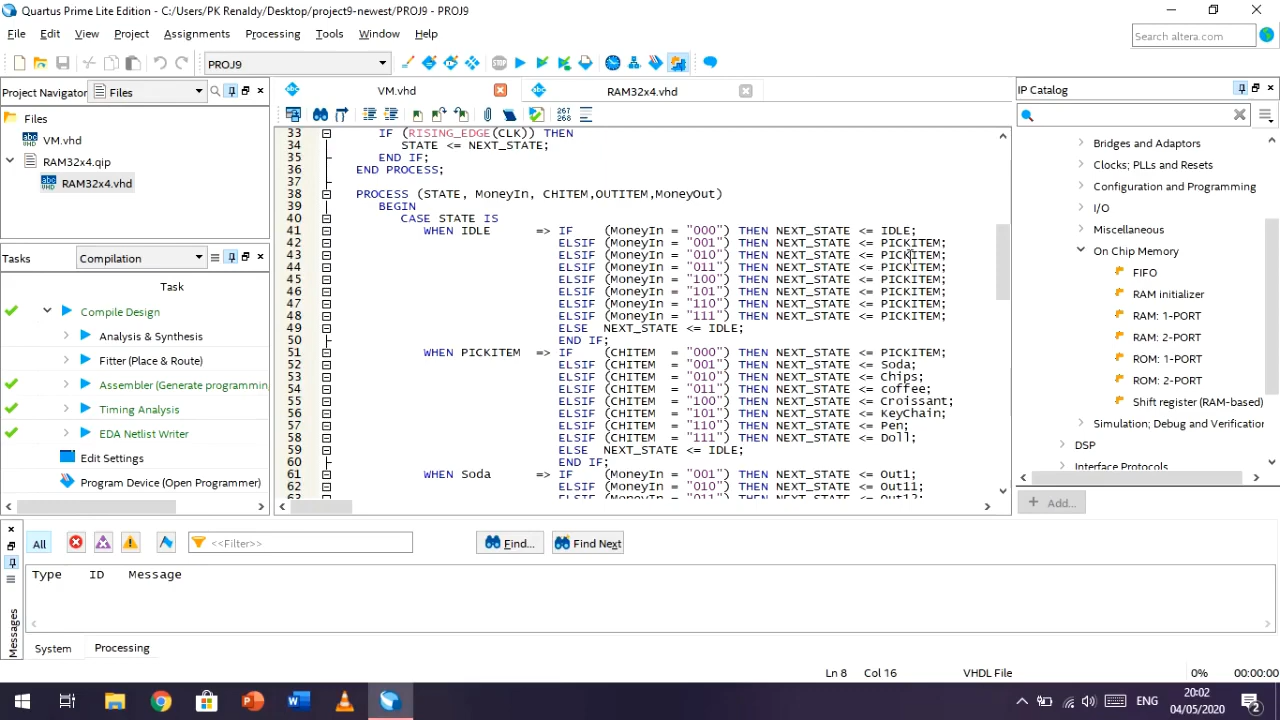 Quartus Prime Lite Edition - C:/Users/PK Renaldy/Desktop/project9-newest/PROJ9 - PROJ9
File Edit View Project Assignments Processing Tools Window Help
Search altera.com
PROJ9
Project Navigator Files
VM.vhd
RAM32x4.vhd
IP Catalog
Files
VM.vhd
RAM32x4.qip
RAM32x4.vhd
267
268
33 IF (RISING_EDGE(CLK)) THEN
34 STATE <= NEXT_STATE;
35 END IF;
36 END PROCESS;
37
38 PROCESS (STATE, MoneyIn, CHITEM,OUTITEM,MoneyOut)
39 BEGIN
40 CASE STATE IS
41 WHEN IDLE => IF (MoneyIn = "000") THEN NEXT_STATE <= IDLE;
42 ELSIF (MoneyIn = "001") THEN NEXT_STATE <= PICKITEM;
43 ELSIF (MoneyIn = "010") THEN NEXT_STATE <= PICKITEM;
44 ELSIF (MoneyIn = "011") THEN NEXT_STATE <= PICKITEM;
45 ELSIF (MoneyIn = "100") THEN NEXT_STATE <= PICKITEM;
46 ELSIF (MoneyIn = "101") THEN NEXT_STATE <= PICKITEM;
47 ELSIF (MoneyIn = "110") THEN NEXT_STATE <= PICKITEM;
48 ELSIF (MoneyIn = "111") THEN NEXT_STATE <= PICKITEM;
49 ELSE NEXT_STATE <= IDLE;
50 END IF;
51 WHEN PICKITEM => IF (CHITEM = "000") THEN NEXT_STATE <= PICKITEM;
52 ELSIF (CHITEM = "001") THEN NEXT_STATE <= Soda;
53 ELSIF (CHITEM = "010") THEN NEXT_STATE <= Chips;
54 ELSIF (CHITEM = "011") THEN NEXT_STATE <= coffee;
55 ELSIF (CHITEM = "100") THEN NEXT_STATE <= Croissant;
56 ELSIF (CHITEM = "101") THEN NEXT_STATE <= KeyChain;
57 ELSIF (CHITEM = "110") THEN NEXT_STATE <= Pen;
58 ELSIF (CHITEM = "111") THEN NEXT_STATE <= Doll;
59 ELSE NEXT_STATE <= IDLE;
60 END IF;
61 WHEN Soda => IF (MoneyIn = "001") THEN NEXT_STATE <= Out1;
62 ELSIF (MoneyIn = "010") THEN NEXT_STATE <= Out11;
63 ELSIF (MoneyIn = "011") THEN NEXT_STATE <= Out12;
Tasks Compilation
Task
Compile Design
Analysis & Synthesis
Fitter (Place & Route)
Assembler (Generate programmin
Timing Analysis
EDA Netlist Writer
Edit Settings
Program Device (Open Programmer)
Bridges and Adaptors
Clocks; PLLs and Resets
Configuration and Programming
I/O
Miscellaneous
On Chip Memory
FIFO
RAM initializer
RAM: 1-PORT
RAM: 2-PORT
ROM: 1-PORT
ROM: 2-PORT
Shift register (RAM-based)
Simulation; Debug and Verificatior
DSP
Interface Protocols
Add...
All
<<Filter>>
Find...
Find Next
Type ID Message
Messages
System Processing
Ln 8 Col 16 VHDL File 0% 00:00:00
ENG
20:02
04/05/2020
2